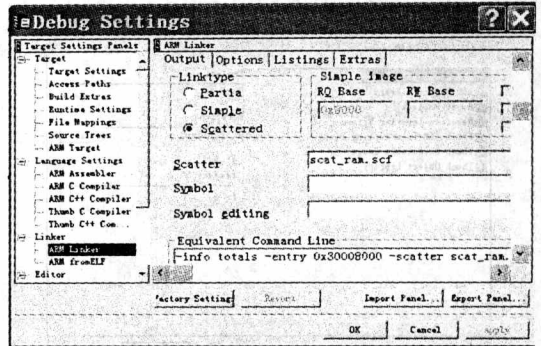 Debug Settings
Target Settings Panels
Target
Target Settings
Access Paths
Build Extras
Runtime Settings
File Mappings
Source Trees
ARM Target
Language Settings
ARM Assembler
ARM C Compiler
ARM C++ Compiler
Thumb C Compiler
Thumb C++ Com...
Linker
ARM Linker
ARM fromELF
Editor
ARM Linker
Output Options Listings Extras
Linktype
Partia
Simple
Scattered
Simple image
RO Base
RW Base
0x8000
Scatter
scat_ram.scf
Symbol
Symbol editing
Equivalent Command Line
-info totals -entry 0x30008000 -scatter scat_ram.
Factory Setting
Revert
Import Panel...
Export Panel...
OK
Cancel
Apply